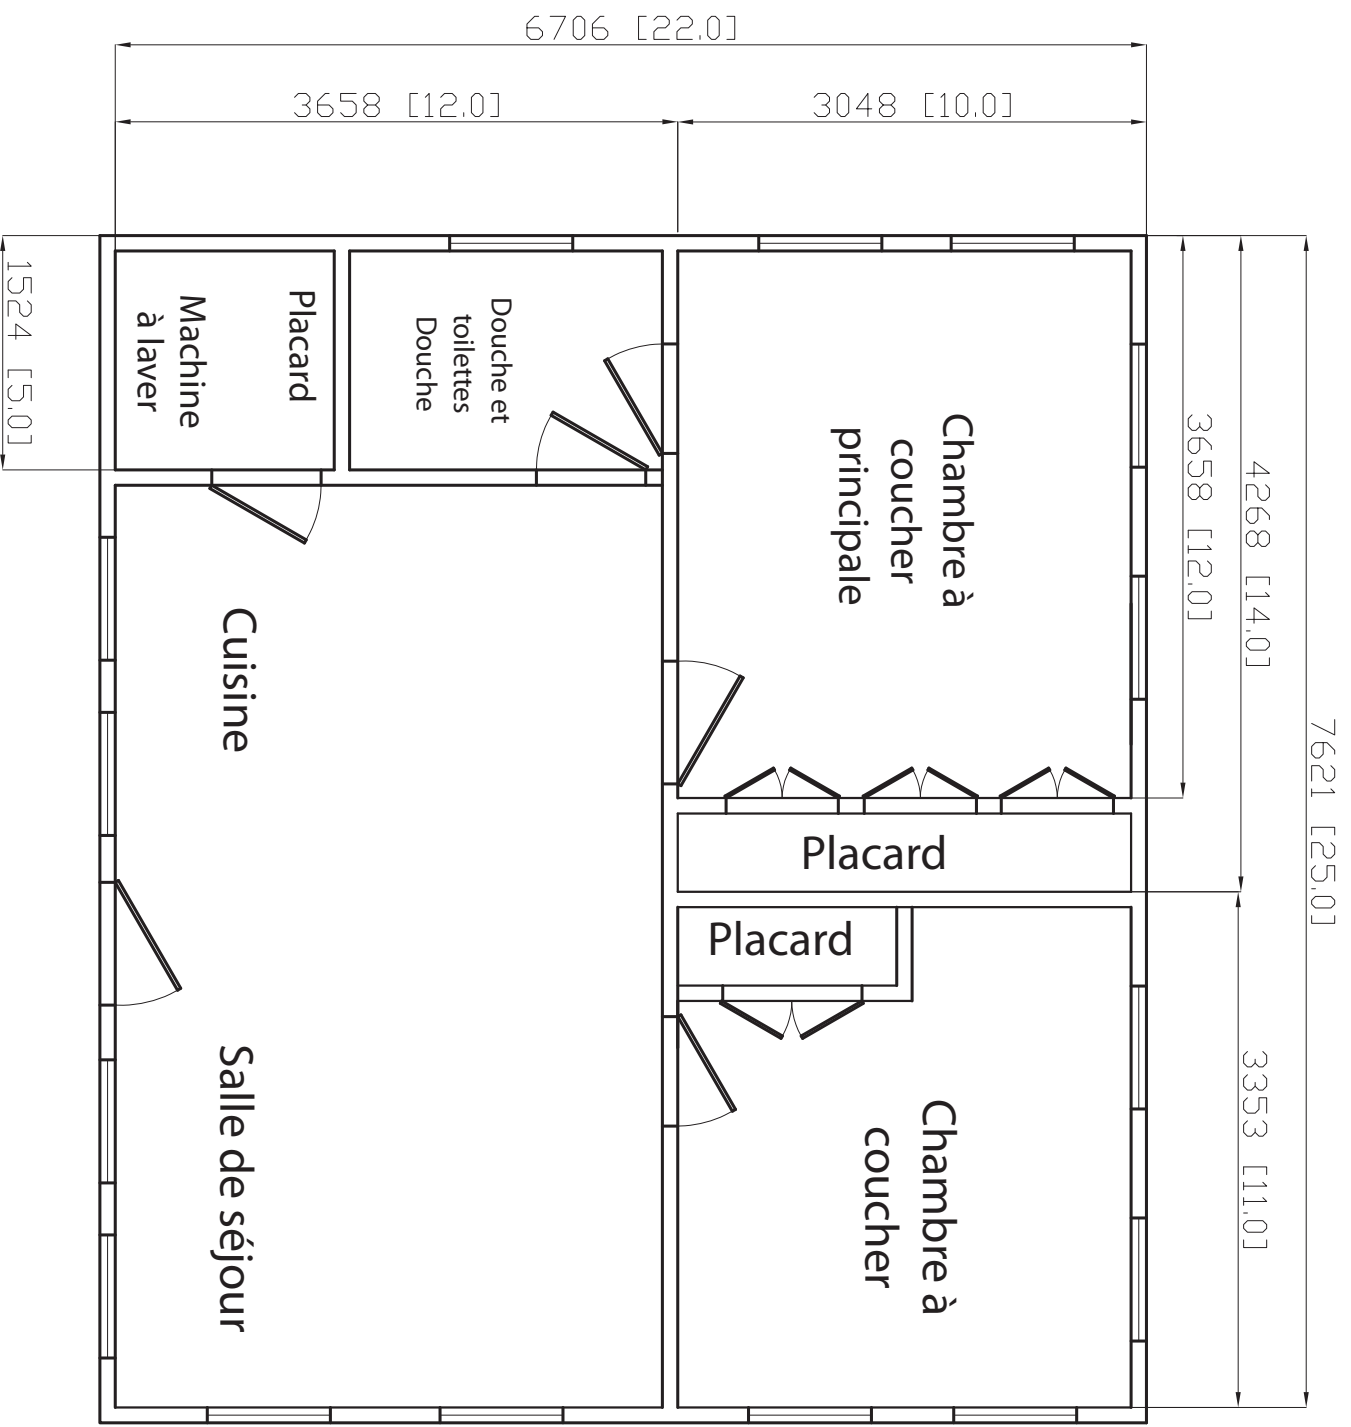 6706 [22.0]
3658 [12.0]
3048 [10.0]
1524 [5.0]
Placard
Machine
à laver
Douche et
toilettes
Douche
Chambre à
coucher
principale
3658 [12.0]
4268 [14.0]
7621 [25.0]
Cuisine
Placard
Placard
Salle de séjour
Chambre à
coucher
3353 [11.0]